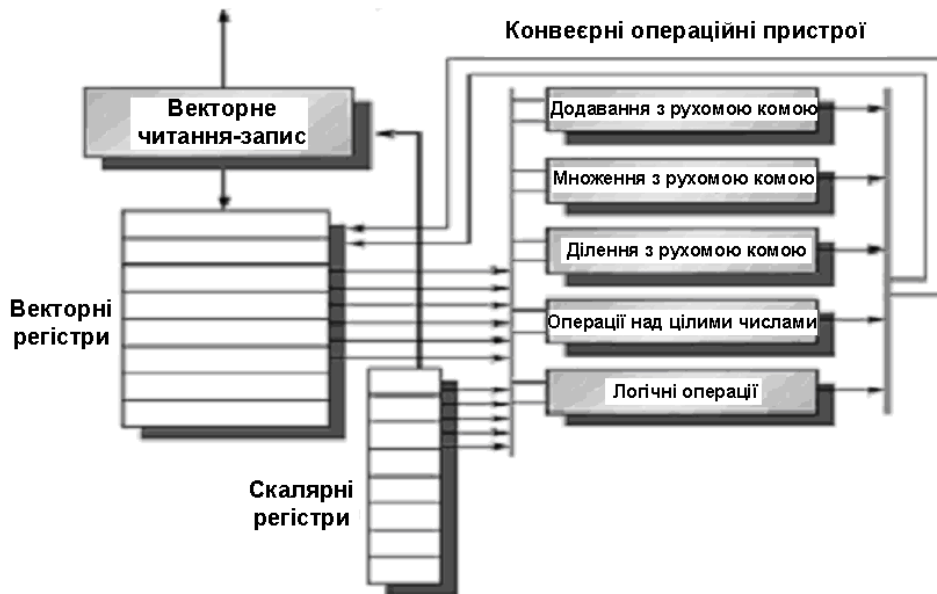 Конвеєрні операційні пристрої
Векторне
читання-запис
Додавання з рухомою комою
Множення з рухомою комою
Ділення з рухомою комою
Векторні
регістри
Операції над цілими числами
Логічні операції
Скалярні
регістри